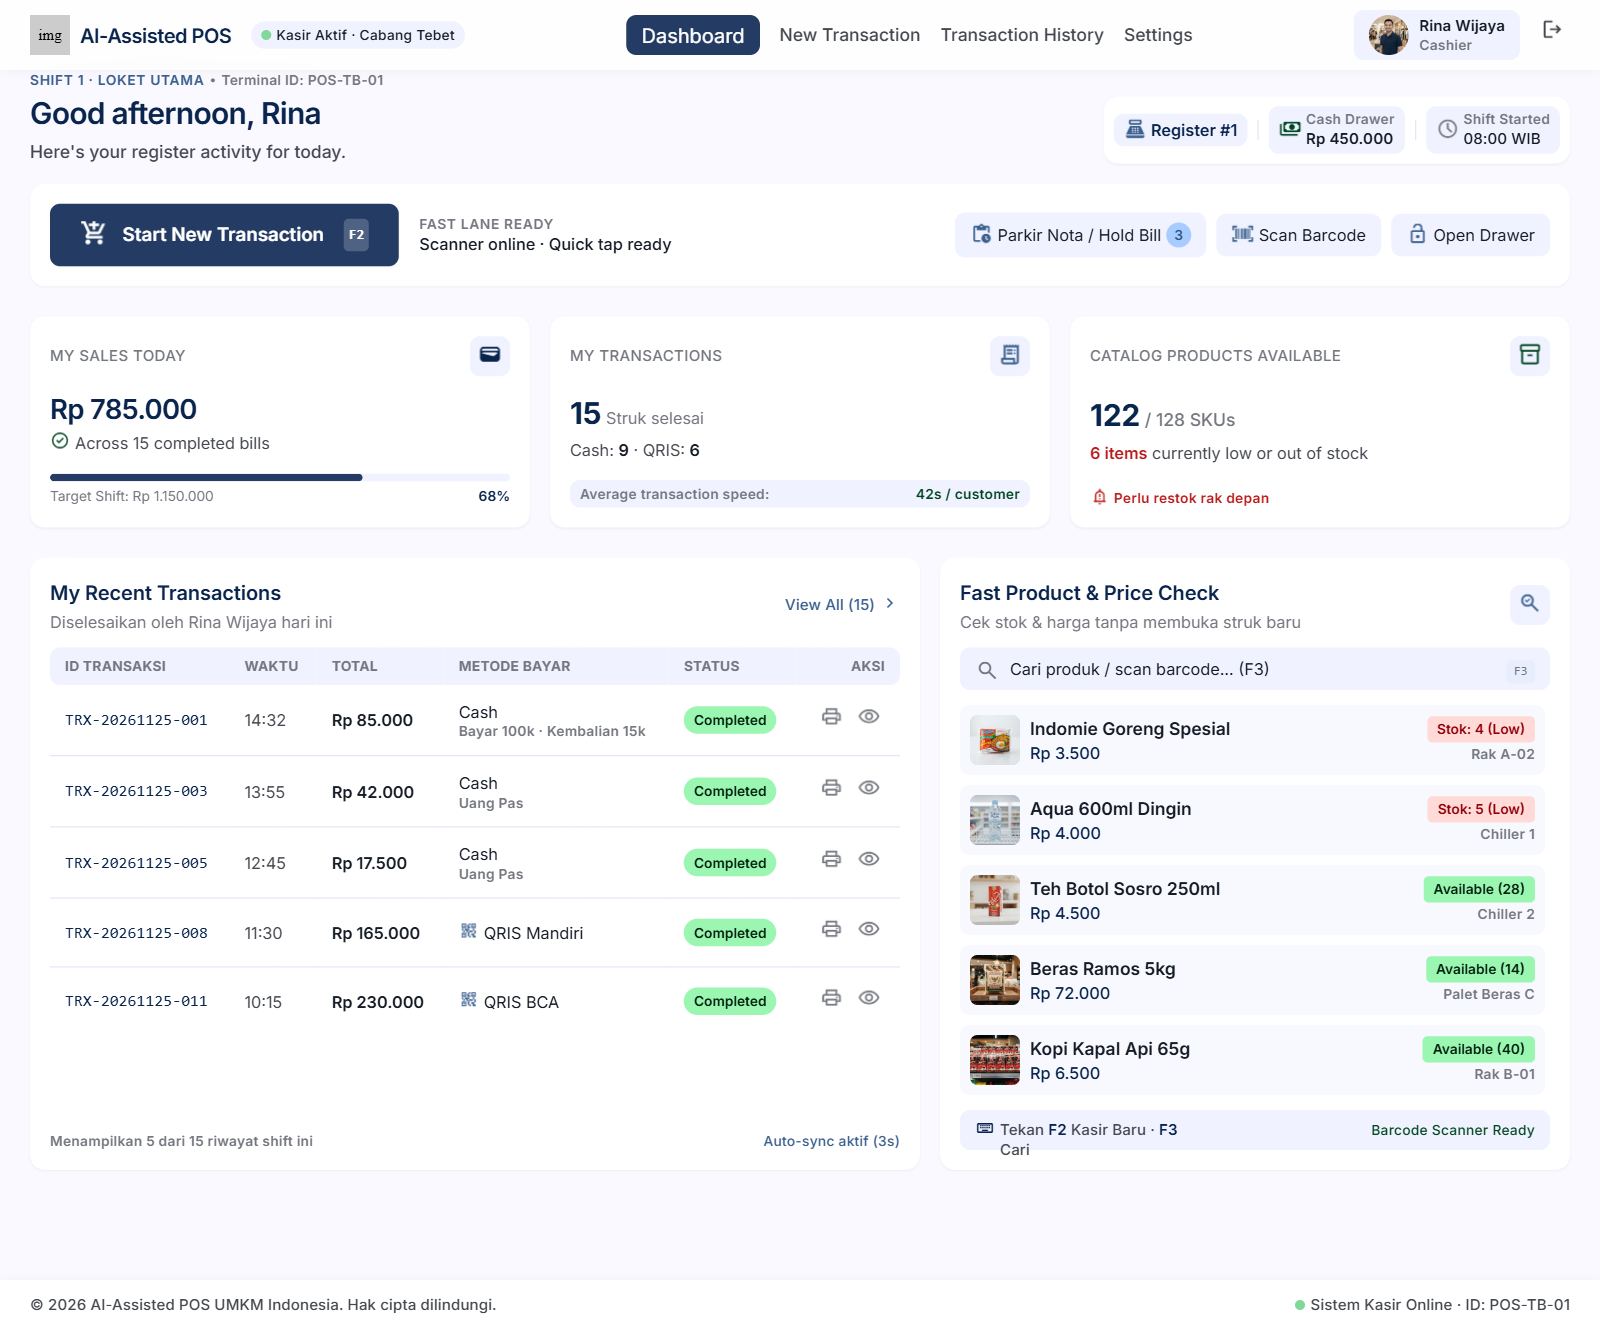 img
AI-Assisted POS
Kasir Aktif · Cabang Tebet
Dashboard
New Transaction
Transaction History
Settings
Rina Wijaya
Cashier
SHIFT 1 · LOKET UTAMA • Terminal ID: POS-TB-01
Good afternoon, Rina
Here's your register activity for today.
Register #1
Cash Drawer
Rp 450.000
Shift Started
08:00 WIB
Start New Transaction F2
FAST LANE READY
Scanner online · Quick tap ready
Parkir Nota / Hold Bill 3
Scan Barcode
Open Drawer
MY SALES TODAY
Rp 785.000
Across 15 completed bills
Target Shift: Rp 1.150.000 68%
MY TRANSACTIONS
15 Struk selesai
Cash: 9 · QRIS: 6
Average transaction speed: 42s / customer
CATALOG PRODUCTS AVAILABLE
122 / 128 SKUs
6 items currently low or out of stock
Perlu restok rak depan
My Recent Transactions
Diselesaikan oleh Rina Wijaya hari ini
View All (15)
ID TRANSAKSI WAKTU TOTAL METODE BAYAR STATUS AKSI
TRX-20261125-001 14:32 Rp 85.000 Cash Completed
Bayar 100k · Kembalian 15k
TRX-20261125-003 13:55 Rp 42.000 Cash Completed
Uang Pas
TRX-20261125-005 12:45 Rp 17.500 Cash Completed
Uang Pas
TRX-20261125-008 11:30 Rp 165.000 QRIS Mandiri Completed
TRX-20261125-011 10:15 Rp 230.000 QRIS BCA Completed
Menampilkan 5 dari 15 riwayat shift ini
Auto-sync aktif (3s)
Fast Product & Price Check
Cek stok & harga tanpa membuka struk baru
Cari produk / scan barcode... (F3) F3
Indomie Goreng Spesial Stok: 4 (Low)
Rp 3.500 Rak A-02
Aqua 600ml Dingin Stok: 5 (Low)
Rp 4.000 Chiller 1
Teh Botol Sosro 250ml Available (28)
Rp 4.500 Chiller 2
Beras Ramos 5kg Available (14)
Rp 72.000 Palet Beras C
Kopi Kapal Api 65g Available (40)
Rp 6.500 Rak B-01
Tekan F2 Kasir Baru · F3
Cari
Barcode Scanner Ready
© 2026 AI-Assisted POS UMKM Indonesia. Hak cipta dilindungi.
Sistem Kasir Online · ID: POS-TB-01